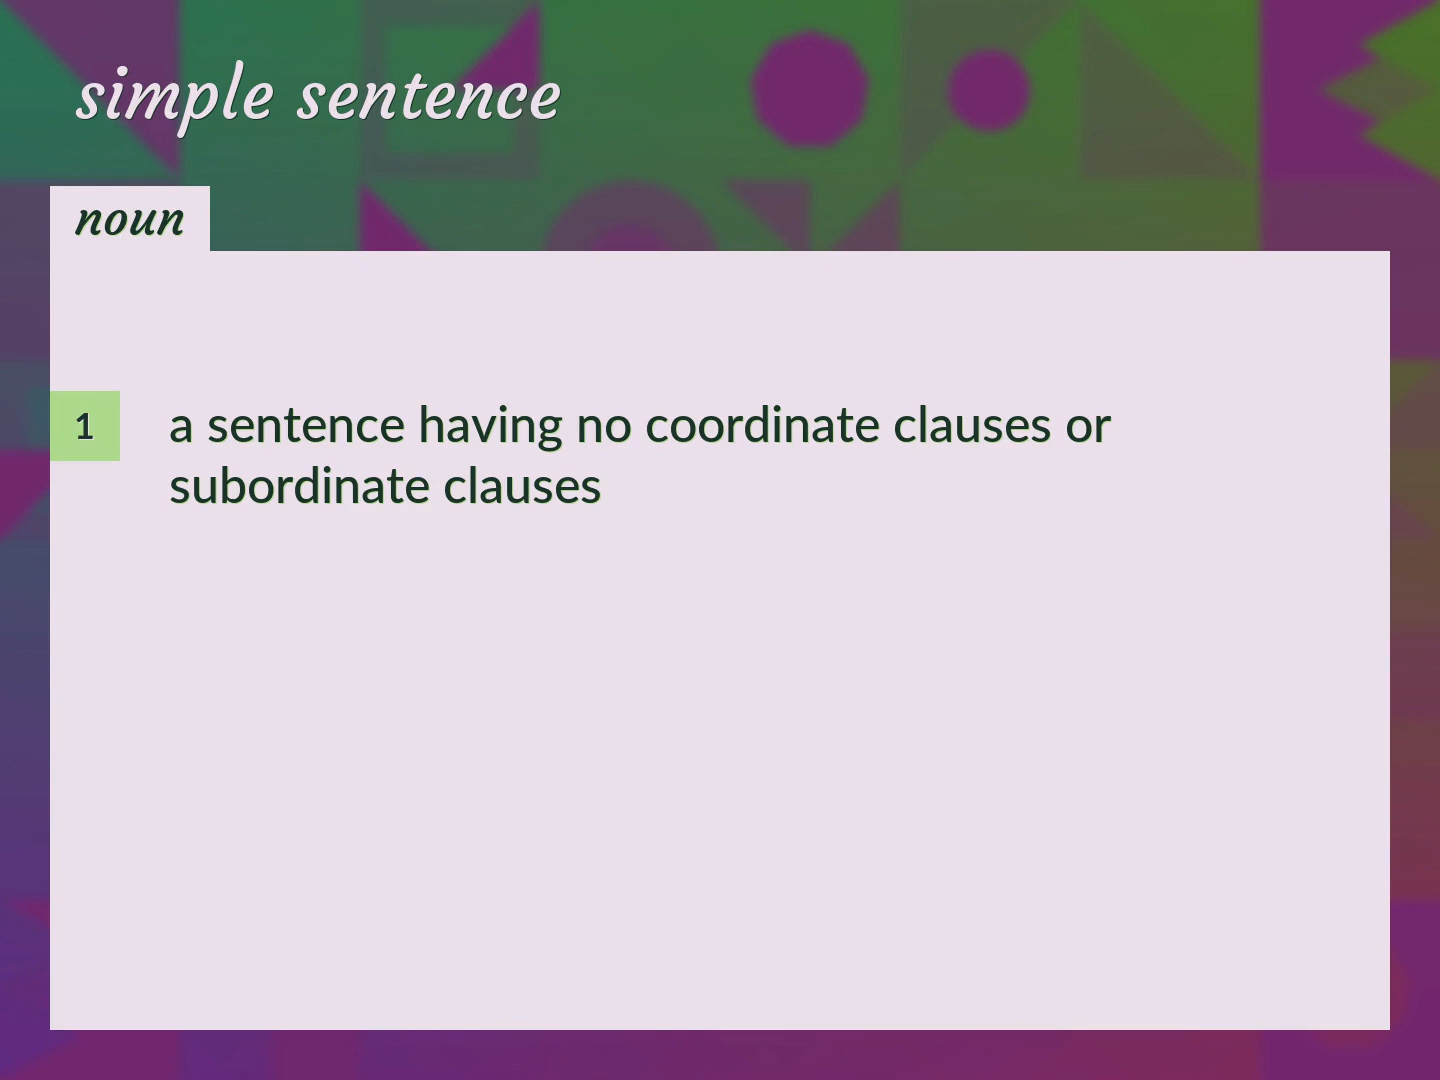 simple sentence
noun
1
a sentence having no coordinate clauses or
subordinate clauses